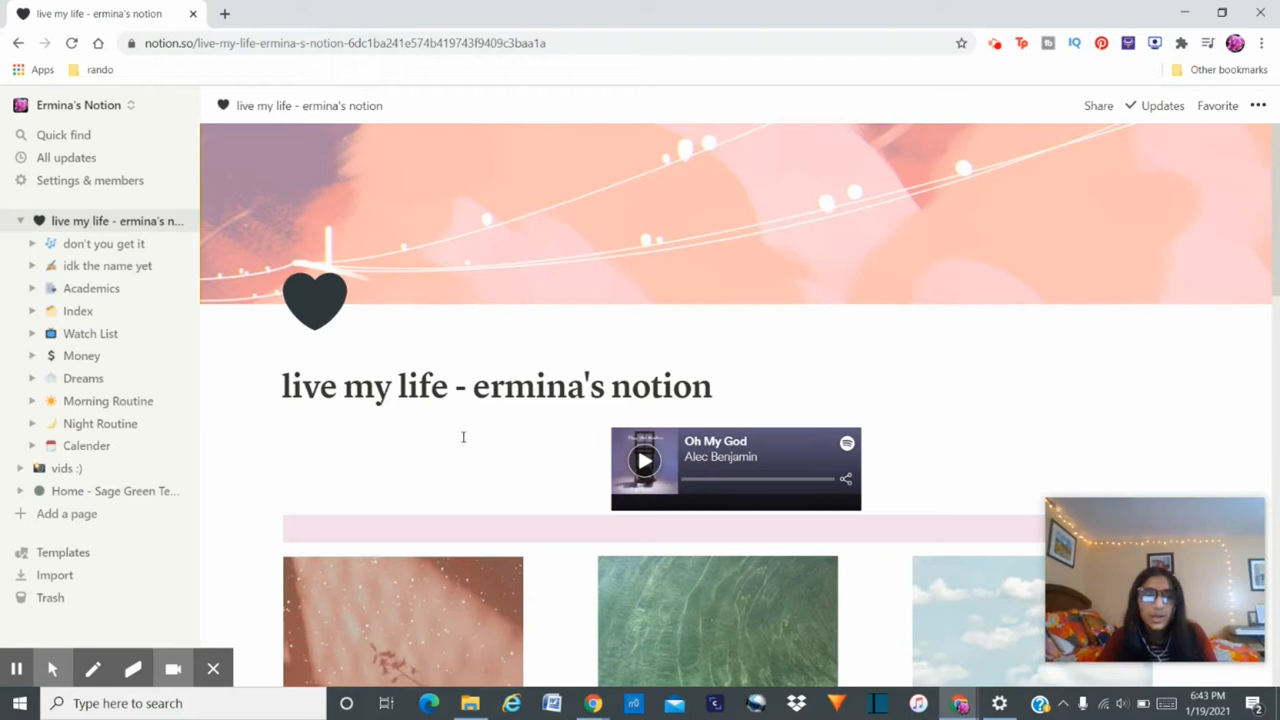 live my life - ermina's notion
notion.so/live-my-life-ermina-s-notion-6dc1ba241e574b419743f9409c3baa1a
Apps
rando
Other bookmarks
Ermina's Notion
live my life - ermina's notion
Share
Updates
Favorite
Quick find
All updates
Settings & members
live my life - ermina's n...
don't you get it
idk the name yet
Academics
Index
Watch List
Money
Dreams
Morning Routine
Night Routine
Calender
vids :)
Home - Sage Green Te...
Add a page
Templates
Import
Trash
live my life - ermina's notion
Oh My God
Alec Benjamin
Type here to search
6:43 PM
1/19/2021